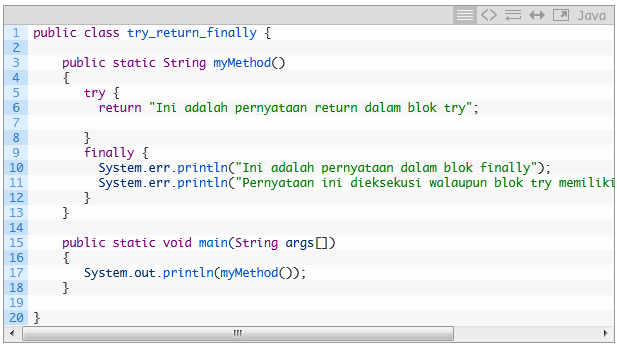 Java
1 public class try_return_finally {
2
3 public static String myMethod()
4 {
5 try {
6 return "Ini adalah pernyataan return dalam blok try";
7
8 }
9 finally {
10 System.err.println("Ini adalah pernyataan dalam blok finally");
11 System.err.println("Pernyataan ini dieksekusi walaupun blok try memiliki
12 }
13 }
14
15 public static void main(String args[])
16 {
17 System.out.println(myMethod());
18 }
19
20 }